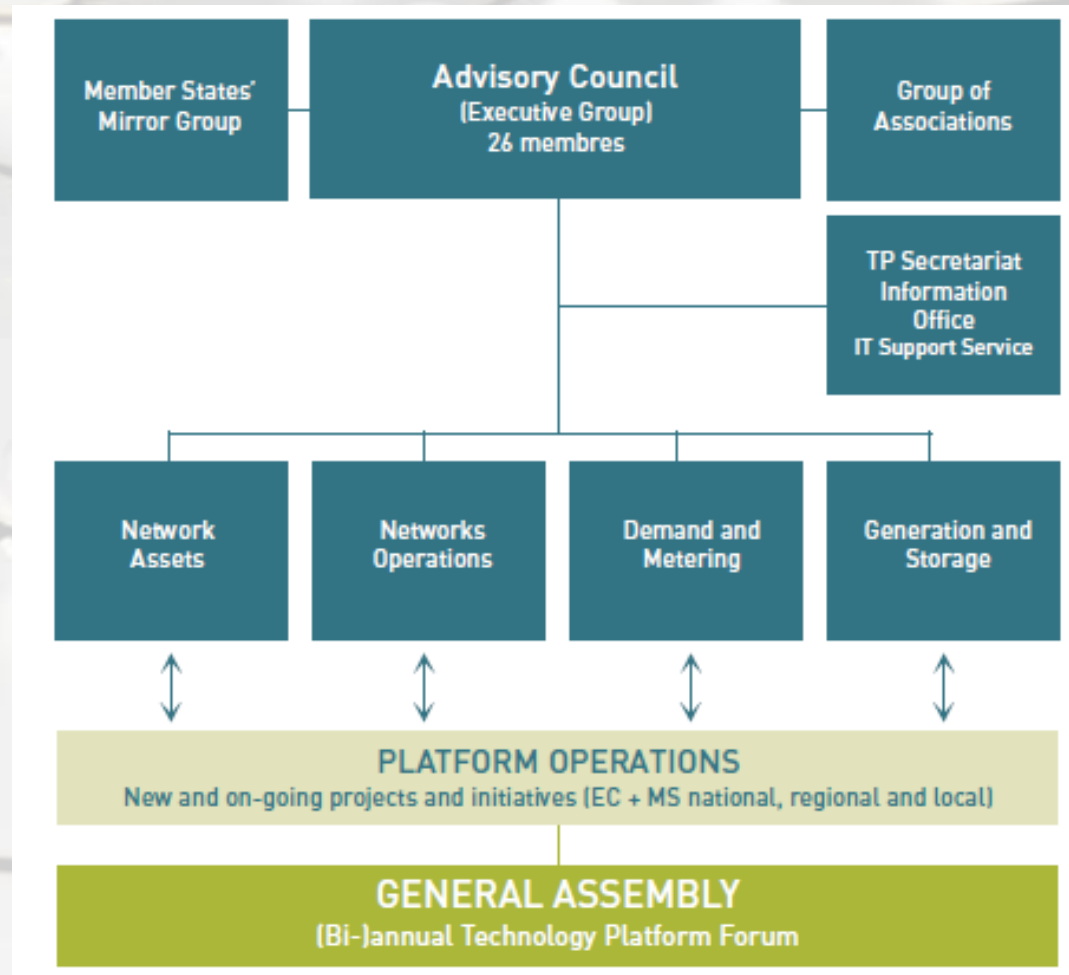 Member States'
Mirror Group
Advisory Council
(Executive Group)
26 membres
Group of
Associations
TP Secretariat
Information
Office
IT Support Service
Network
Assets
Networks
Operations
Demand and
Metering
Generation and
Storage
PLATFORM OPERATIONS
New and on-going projects and initiatives (EC + MS national, regional and local)
GENERAL ASSEMBLY
(Bi-)annual Technology Platform Forum